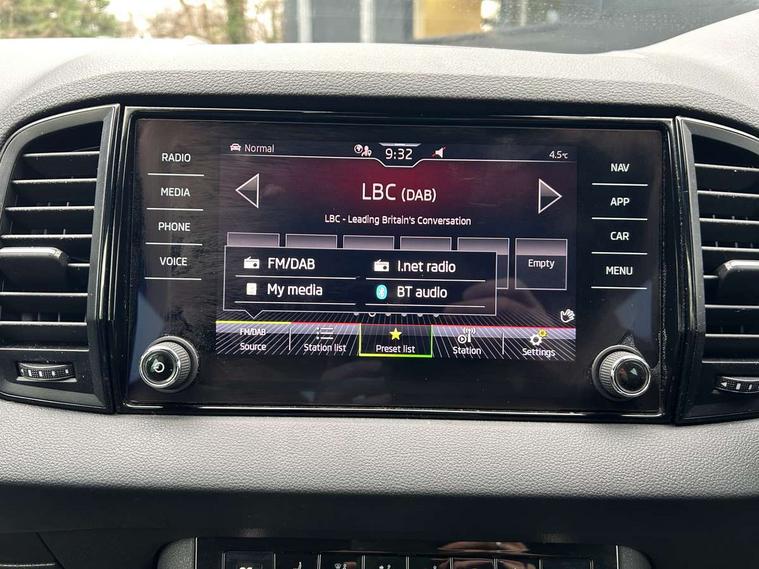 Normal
9:32
4.5°C
RADIO
MEDIA
PHONE
VOICE
LBC (DAB)
LBC - Leading Britain's Conversation
Empty
FM/DAB
I.net radio
My media
BT audio
FM/DAB
Source
Station list
Preset list
Station
Settings
NAV
APP
CAR
MENU